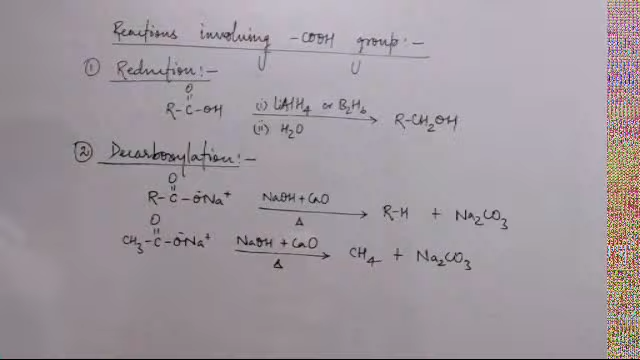 Reactions involving -COOH group:-
① Reduction:-
R-C(=O)-OH (i) LiAlH4 or B2H6 (ii) H2O → R-CH2OH
② Decarboxylation:-
R-C(=O)-O⁻Na⁺ NaOH + CaO Δ → R-H + Na2CO3
CH3-C(=O)-O⁻Na⁺ NaOH + CaO Δ → CH4 + Na2CO3